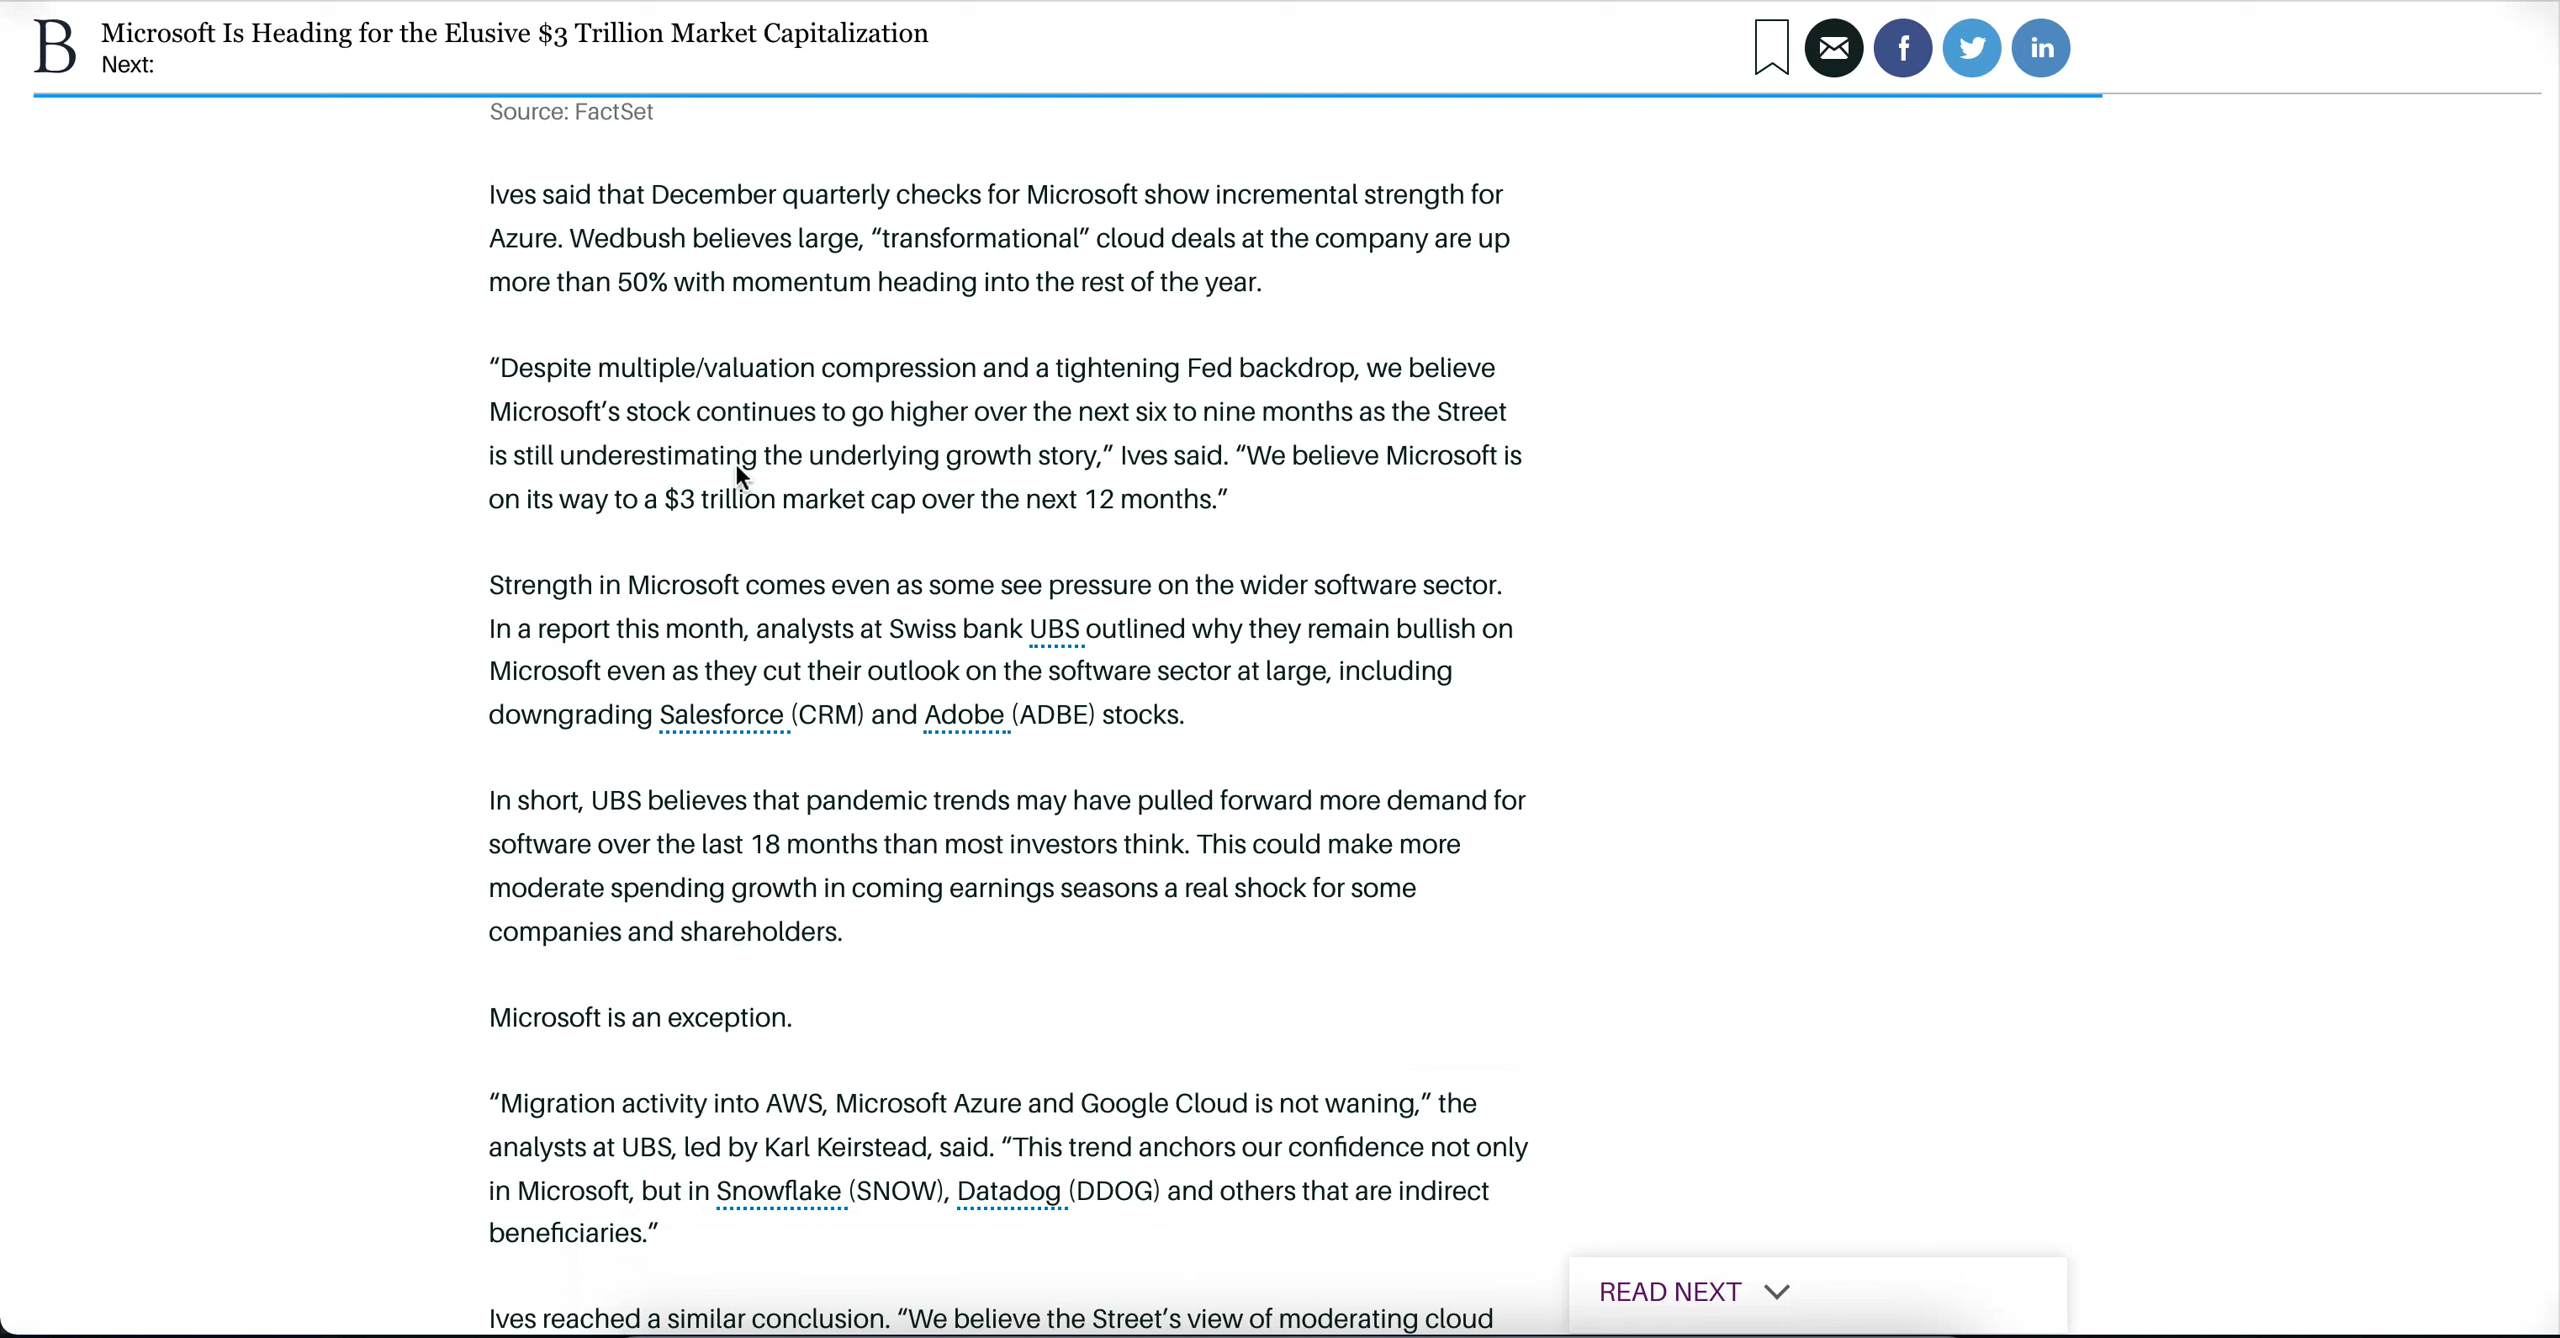 B
Microsoft Is Heading for the Elusive $3 Trillion Market Capitalization
Next:
f
in
Source: FactSet
Ives said that December quarterly checks for Microsoft show incremental strength for
Azure. Wedbush believes large, “transformational” cloud deals at the company are up
more than 50% with momentum heading into the rest of the year.
“Despite multiple/valuation compression and a tightening Fed backdrop, we believe
Microsoft’s stock continues to go higher over the next six to nine months as the Street
is still underestimating the underlying growth story,” Ives said. “We believe Microsoft is
on its way to a $3 trillion market cap over the next 12 months.”
Strength in Microsoft comes even as some see pressure on the wider software sector.
In a report this month, analysts at Swiss bank UBS outlined why they remain bullish on
Microsoft even as they cut their outlook on the software sector at large, including
downgrading Salesforce (CRM) and Adobe (ADBE) stocks.
In short, UBS believes that pandemic trends may have pulled forward more demand for
software over the last 18 months than most investors think. This could make more
moderate spending growth in coming earnings seasons a real shock for some
companies and shareholders.
Microsoft is an exception.
“Migration activity into AWS, Microsoft Azure and Google Cloud is not waning,” the
analysts at UBS, led by Karl Keirstead, said. “This trend anchors our confidence not only
in Microsoft, but in Snowflake (SNOW), Datadog (DDOG) and others that are indirect
beneficiaries.”
READ NEXT
Ives reached a similar conclusion. “We believe the Street’s view of moderating cloud